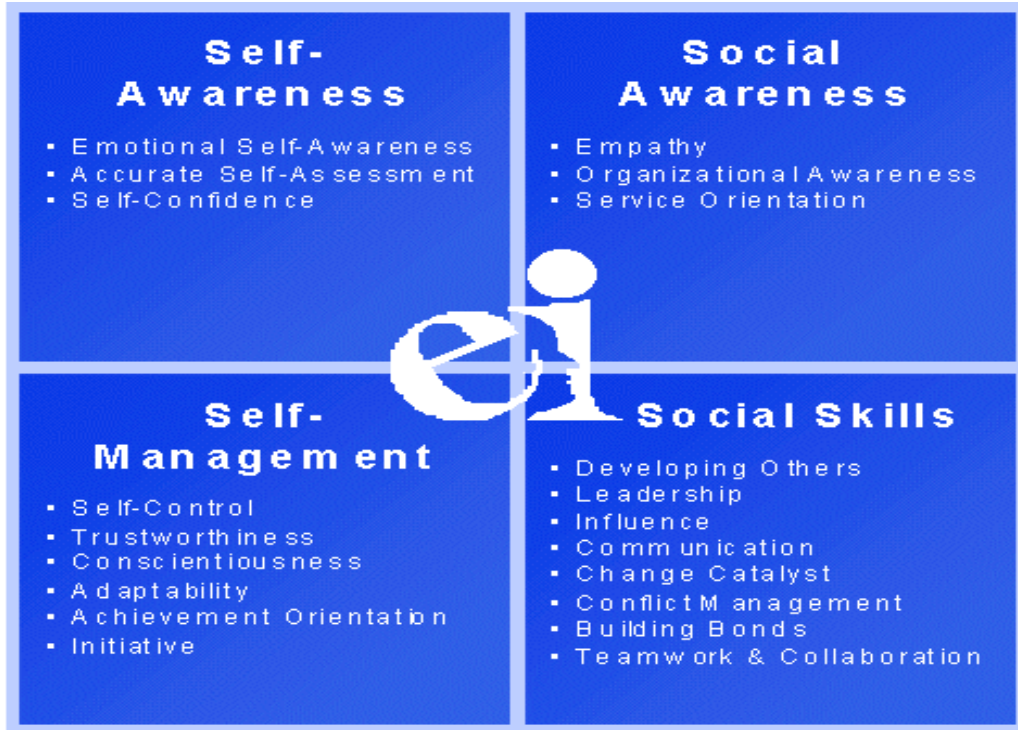 Self-
Awareness
▪ Emotional Self-Awareness
▪ Accurate Self-Assessment
▪ Self-Confidence
Social
Awareness
▪ Empathy
▪ Organizational Awareness
▪ Service Orientation
ei
Self-
Management
▪ Self-Control
▪ Trustworthiness
▪ Conscientiousness
▪ Adaptability
▪ Achievement Orientation
▪ Initiative
Social Skills
▪ Developing Others
▪ Leadership
▪ Influence
▪ Communication
▪ Change Catalyst
▪ Conflict Management
▪ Building Bonds
▪ Teamwork & Collaboration